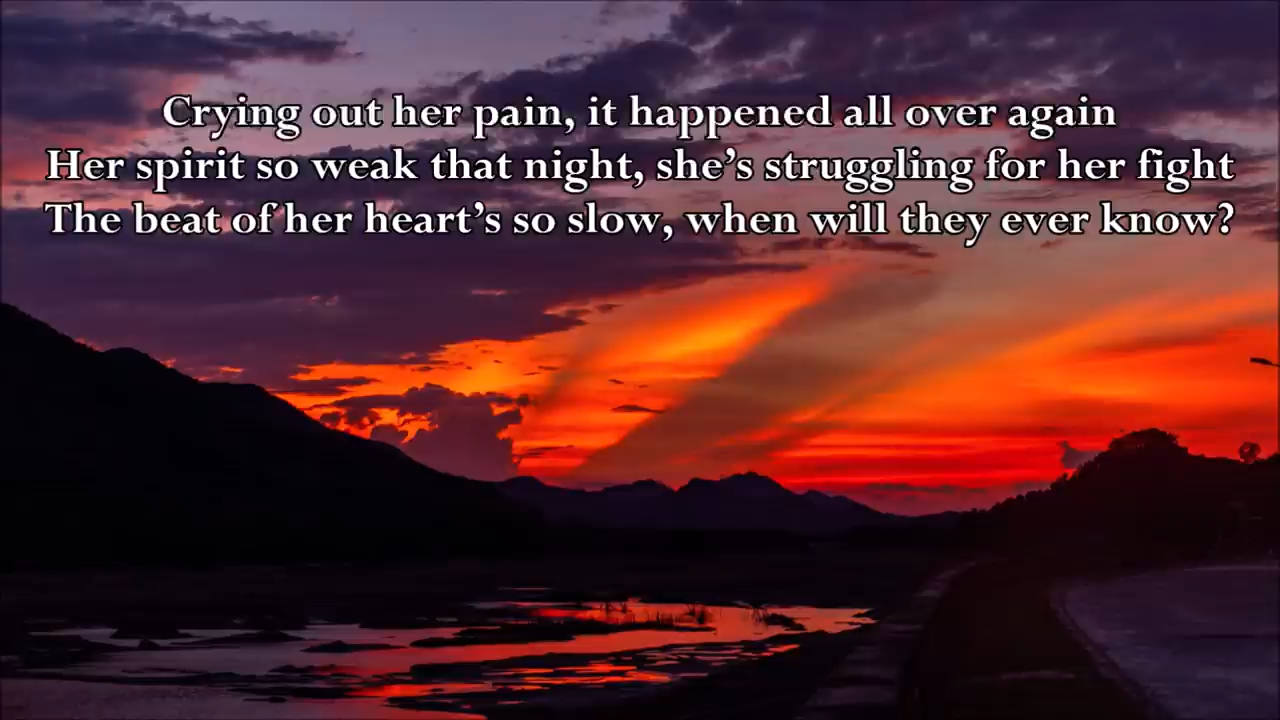 Crying out her pain, it happened all over again
Her spirit so weak that night, she’s struggling for her fight
The beat of her heart’s so slow, when will they ever know?